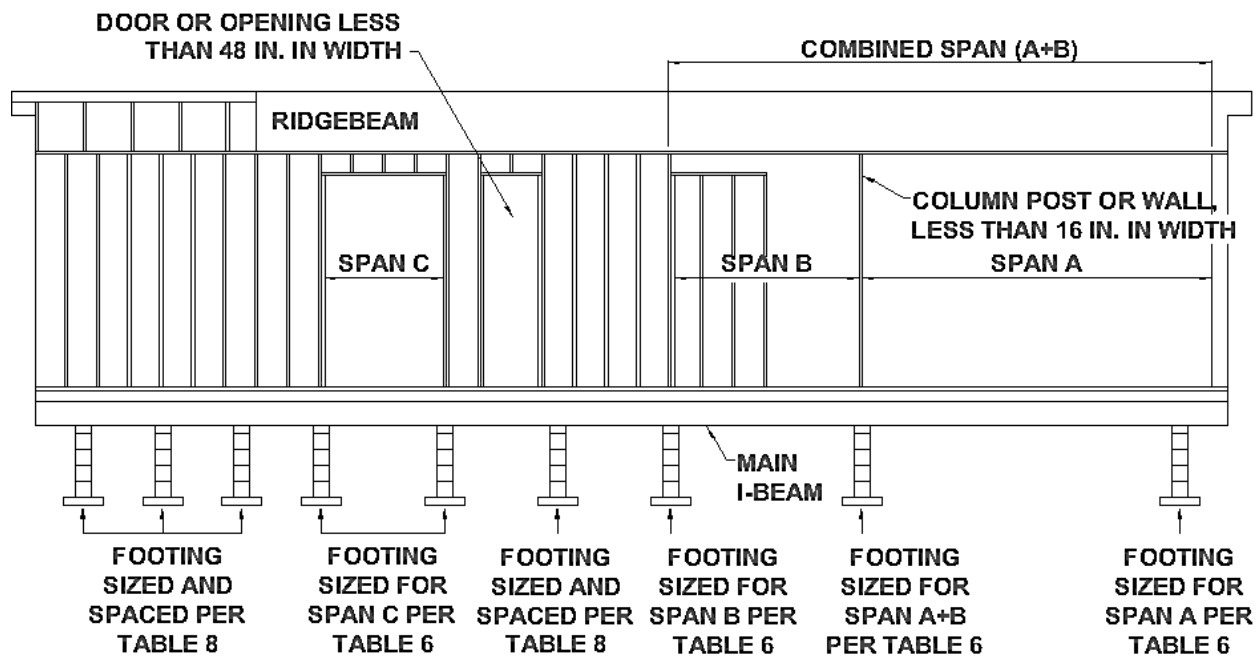 DOOR OR OPENING LESS
THAN 48 IN. IN WIDTH
COMBINED SPAN (A+B)
RIDGEBEAM
COLUMN POST OR WALL,
LESS THAN 16 IN. IN WIDTH
SPAN C
SPAN B
SPAN A
MAIN
I-BEAM
FOOTING
SIZED AND
SPACED PER
TABLE 8
FOOTING
SIZED FOR
SPAN C PER
TABLE 6
FOOTING
SIZED AND
SPACED PER
TABLE 8
FOOTING
SIZED FOR
SPAN B PER
TABLE 6
FOOTING
SIZED FOR
SPAN A+B
PER TABLE 6
FOOTING
SIZED FOR
SPAN A PER
TABLE 6